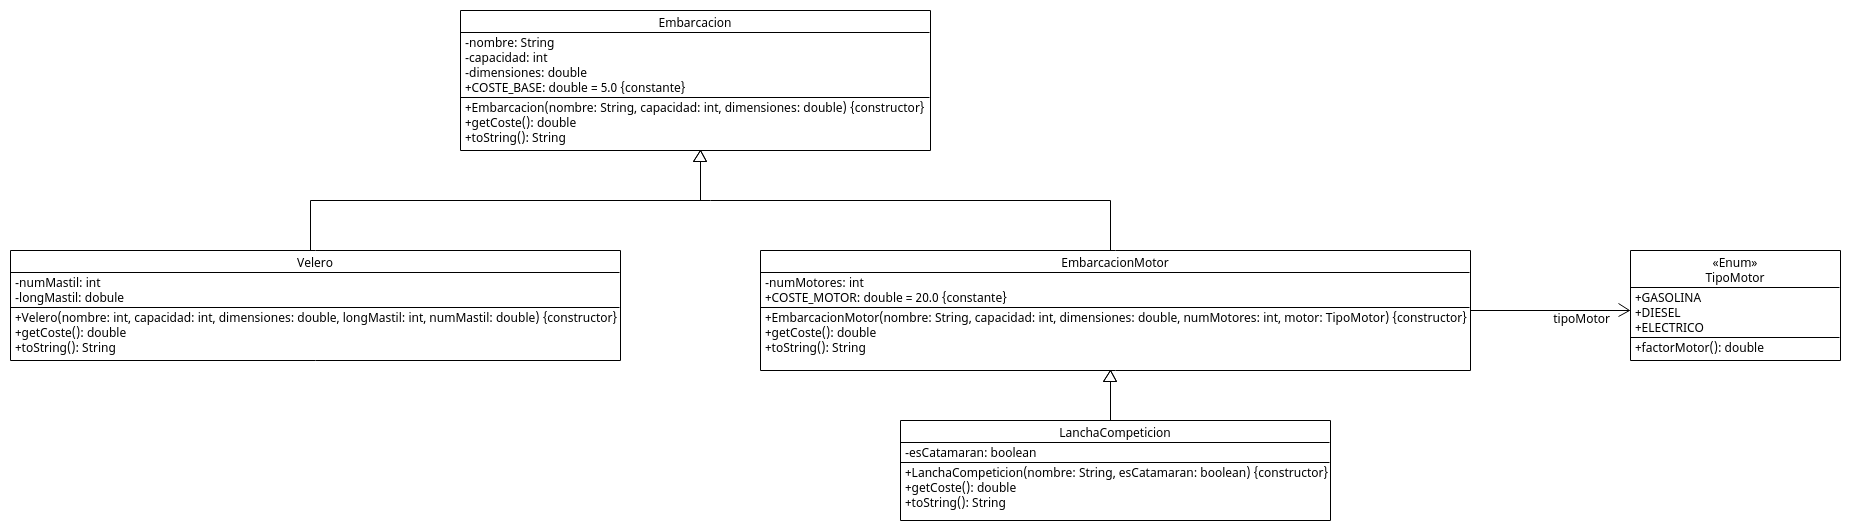 Embarcacion
-nombre: String
-capacidad: int
-dimensiones: double
+COSTE_BASE: double = 5.0 {constante}
+Embarcacion(nombre: String, capacidad: int, dimensiones: double) {constructor}
+getCoste(): double
+toString(): String
Velero
-numMastil: int
-longMastil: dobule
+Velero(nombre: int, capacidad: int, dimensiones: double, longMastil: int, numMastil: double) {constructor}
+getCoste(): double
+toString(): String
EmbarcacionMotor
-numMotores: int
+COSTE_MOTOR: double = 20.0 {constante}
+EmbarcacionMotor(nombre: String, capacidad: int, dimensiones: double, numMotores: int, motor: TipoMotor) {constructor}
+getCoste(): double
+toString(): String
tipoMotor
«Enum»
TipoMotor
+GASOLINA
+DIESEL
+ELECTRICO
+factorMotor(): double
LanchaCompeticion
-esCatamaran: boolean
+LanchaCompeticion(nombre: String, esCatamaran: boolean) {constructor}
+getCoste(): double
+toString(): String